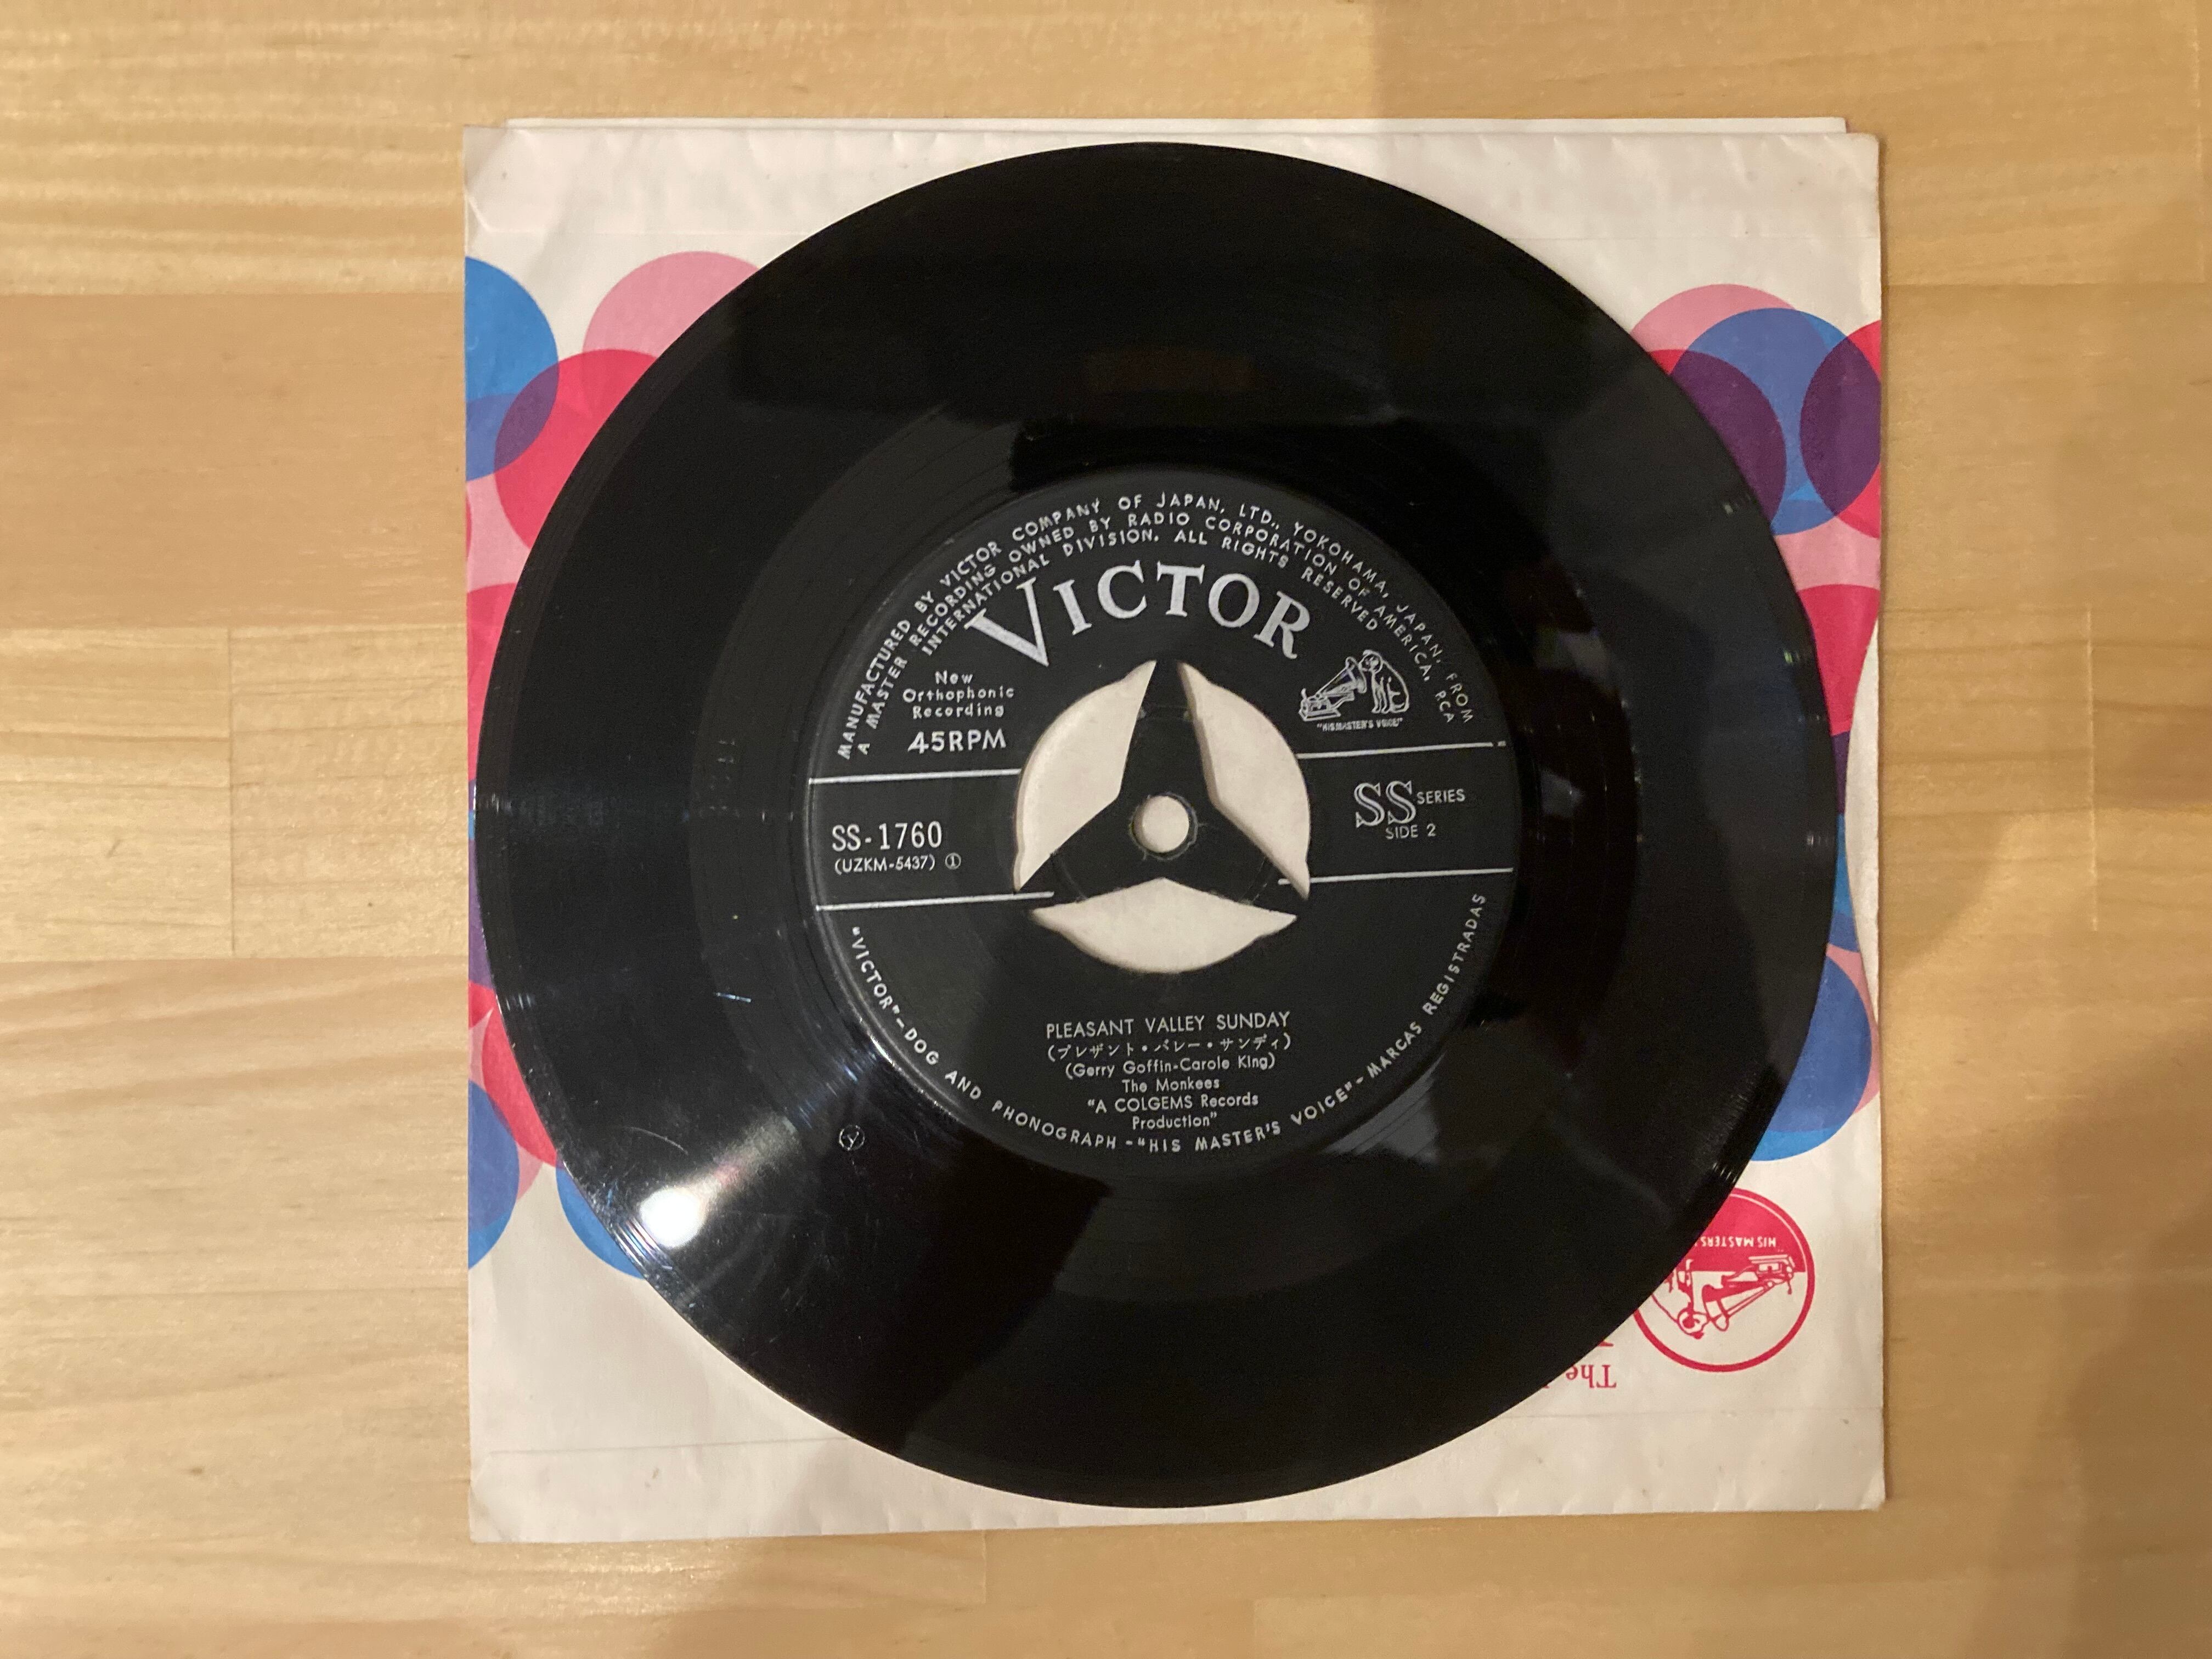 MANUFACTURED BY VICTOR COMPANY OF JAPAN, LTD., YOKOHAMA, JAPAN, FROM
A MASTER RECORDING OWNED BY RADIO CORPORATION OF AMERICA, RCA
INTERNATIONAL DIVISION. ALL RIGHTS RESERVED
VICTOR
New
Orthophonic
Recording
45RPM
"HIS MASTER'S VOICE"
SS-1760
(UZKM-5437) ①
SS SERIES
SIDE 2
PLEASANT VALLEY SUNDAY
(プレザント・バレー・サンディ)
(Gerry Goffin-Carole King)
The Monkees
"A COLGEMS Records
Production"
"VICTOR"-DOG AND PHONOGRAPH-"HIS MASTER'S VOICE"-MARCAS REGISTRADAS
HIS MASTER'S
The